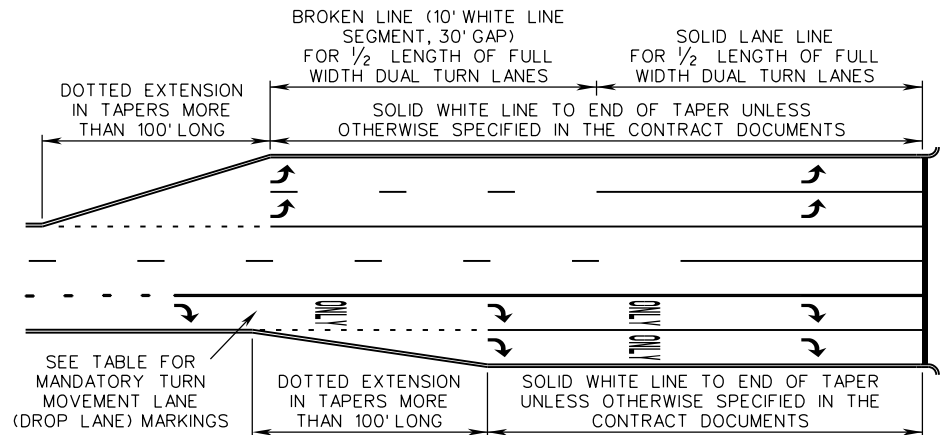 BROKEN LINE (10' WHITE LINE
SEGMENT, 30' GAP)
FOR 1/2 LENGTH OF FULL
WIDTH DUAL TURN LANES
SOLID LANE LINE
FOR 1/2 LENGTH OF FULL
WIDTH DUAL TURN LANES
DOTTED EXTENSION
IN TAPERS MORE
THAN 100' LONG
SOLID WHITE LINE TO END OF TAPER UNLESS
OTHERWISE SPECIFIED IN THE CONTRACT DOCUMENTS
ONLY
ONLY
ONLY
SEE TABLE FOR
MANDATORY TURN
MOVEMENT LANE
(DROP LANE) MARKINGS
DOTTED EXTENSION
IN TAPERS MORE
THAN 100' LONG
SOLID WHITE LINE TO END OF TAPER
UNLESS OTHERWISE SPECIFIED IN THE
CONTRACT DOCUMENTS